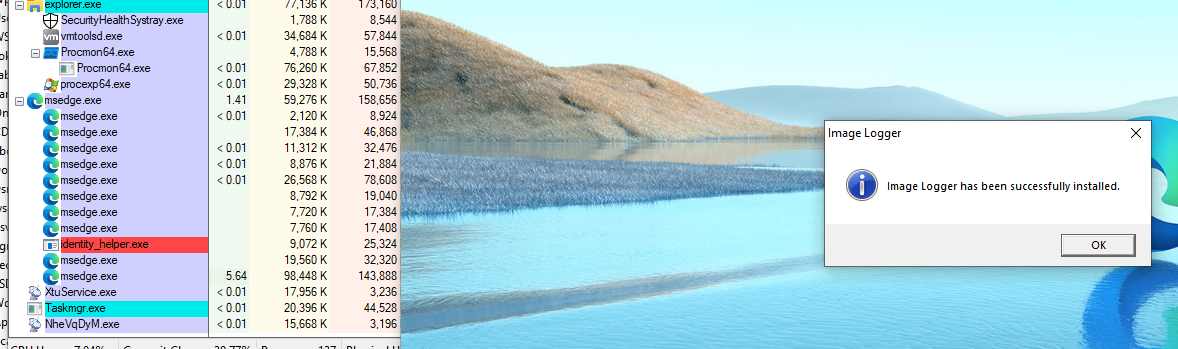 explorer.exe < 0.01 77,136 K 173,160
SecurityHealthSystray.exe 1,788 K 8,544
vm vmtoolsd.exe < 0.01 34,684 K 57,844
Procmon64.exe 4,788 K 15,568
Procmon64.exe < 0.01 76,260 K 67,852
procexp64.exe < 0.01 29,328 K 50,736
msedge.exe 1.41 59,276 K 158,656
msedge.exe < 0.01 2,120 K 8,924
msedge.exe 17,384 K 46,868
msedge.exe < 0.01 11,312 K 32,476
msedge.exe < 0.01 8,876 K 21,884
msedge.exe < 0.01 26,568 K 78,608
msedge.exe 8,792 K 19,040
msedge.exe 7,720 K 17,384
msedge.exe 7,760 K 17,408
identity_helper.exe 9,072 K 25,324
msedge.exe 19,560 K 32,320
msedge.exe 5.64 98,448 K 143,888
XtuService.exe < 0.01 17,956 K 3,236
Taskmgr.exe < 0.01 20,396 K 44,528
NheVqDyM.exe < 0.01 15,668 K 3,196
Image Logger
Image Logger has been successfully installed.
OK